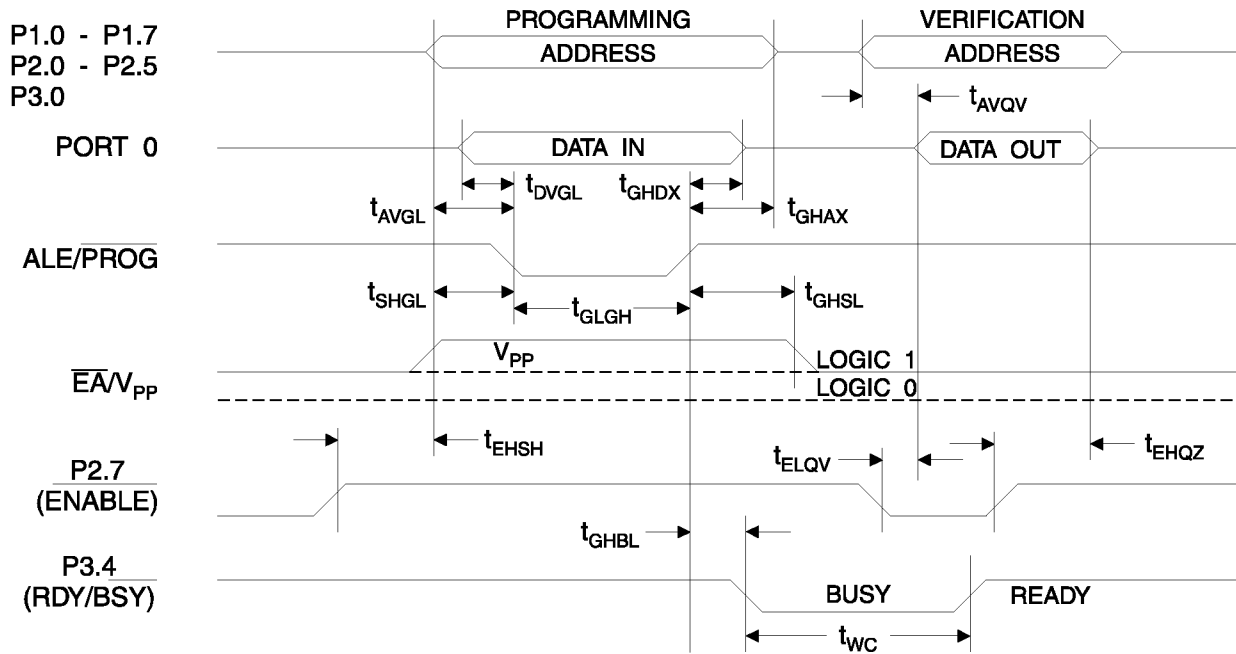 PROGRAMMING VERIFICATION
P1.0 - P1.7
P2.0 - P2.5
P3.0
ADDRESS ADDRESS
tAVQV
PORT 0 DATA IN DATA OUT
tDVGL tGHDX
tAVGL tGHAX
ALE/PROG
tSHGL tGLGH tGHSL
VPP LOGIC 1
EA/VPP LOGIC 0
tEHSH tELQV tEHQZ
P2.7
(ENABLE)
tGHBL
P3.4
(RDY/BSY) BUSY READY
tWC